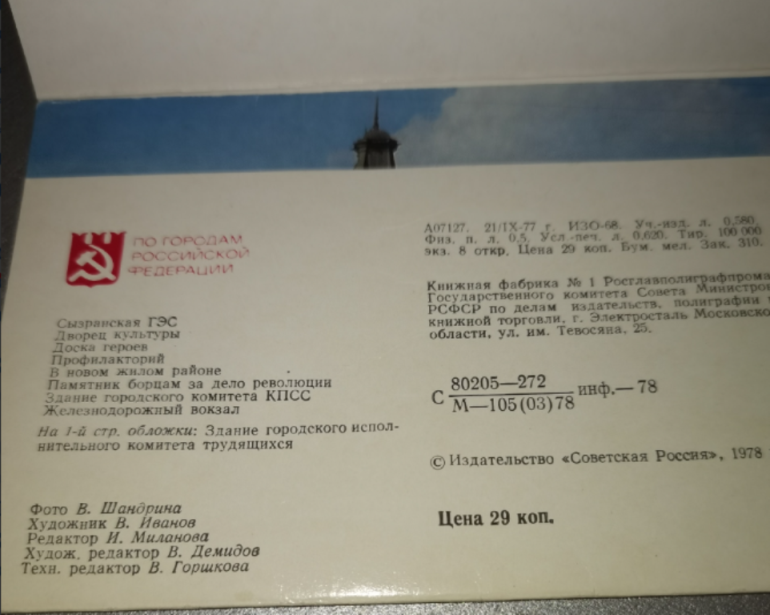 ПО ГОРОДАМ
РОССИЙСКОЙ
ФЕДЕРАЦИИ
Сызранская ГЭС
Дворец культуры
Доска героев
Профилакторий
В новом жилом районе
Памятник борцам за дело революции
Здание городского комитета КПСС
Железнодорожный вокзал
На 1-й стр. обложки: Здание городского испол-
нительного комитета трудящихся
Фото В. Шандрина
Художник В. Иванов
Редактор И. Миланова
Худож. редактор В. Демидов
Техн. редактор В. Горшкова
А07127. 21/IX-77 г. ИЗО-68. Уч.-изд. л. 0,580.
Физ. п. л. 0,5. Усл.-печ. л. 0,620. Тир. 100 000
экз. 8 откр. Цена 29 коп. Бум. мел. Зак. 310.
Книжная фабрика № 1 Росглавполиграфпрома
Государственного комитета Совета Министров
РСФСР по делам издательств, полиграфии
книжной торговли, г. Электросталь Московско
области, ул. им. Тевосяна, 25.
С 80205—272
М—105(03)78 инф.—78
© Издательство «Советская Россия», 1978
Цена 29 коп.